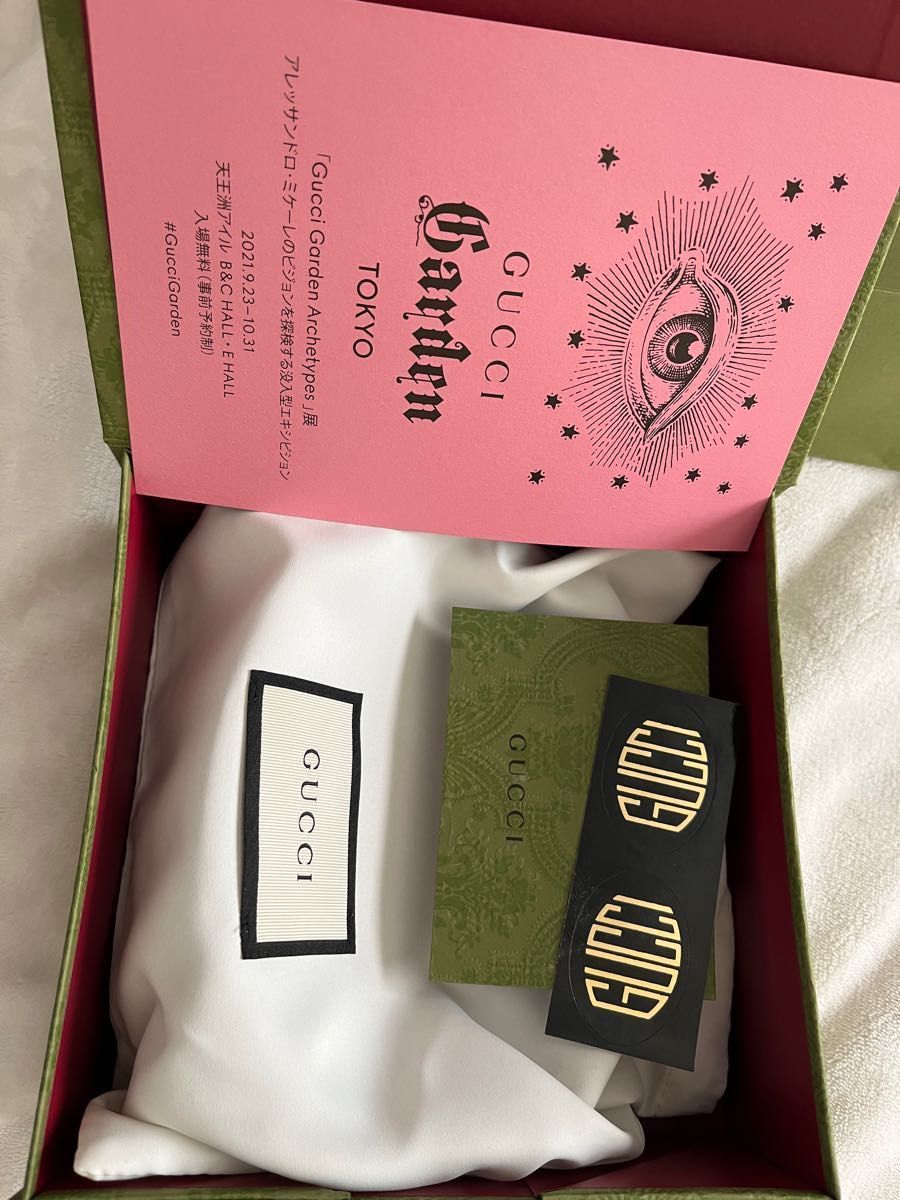 GUCCI
Garden
TOKYO
「Gucci Garden Archetypes」展
アレッサンドロ・ミケーレのビジョンを探検する没入型エキシビション
2021.9.23–10.31
天王洲アイル B&C HALL・E HALL
入場無料(事前予約制)
#GucciGarden
GUCCI
GUCCI
GUCCI
GUCCI